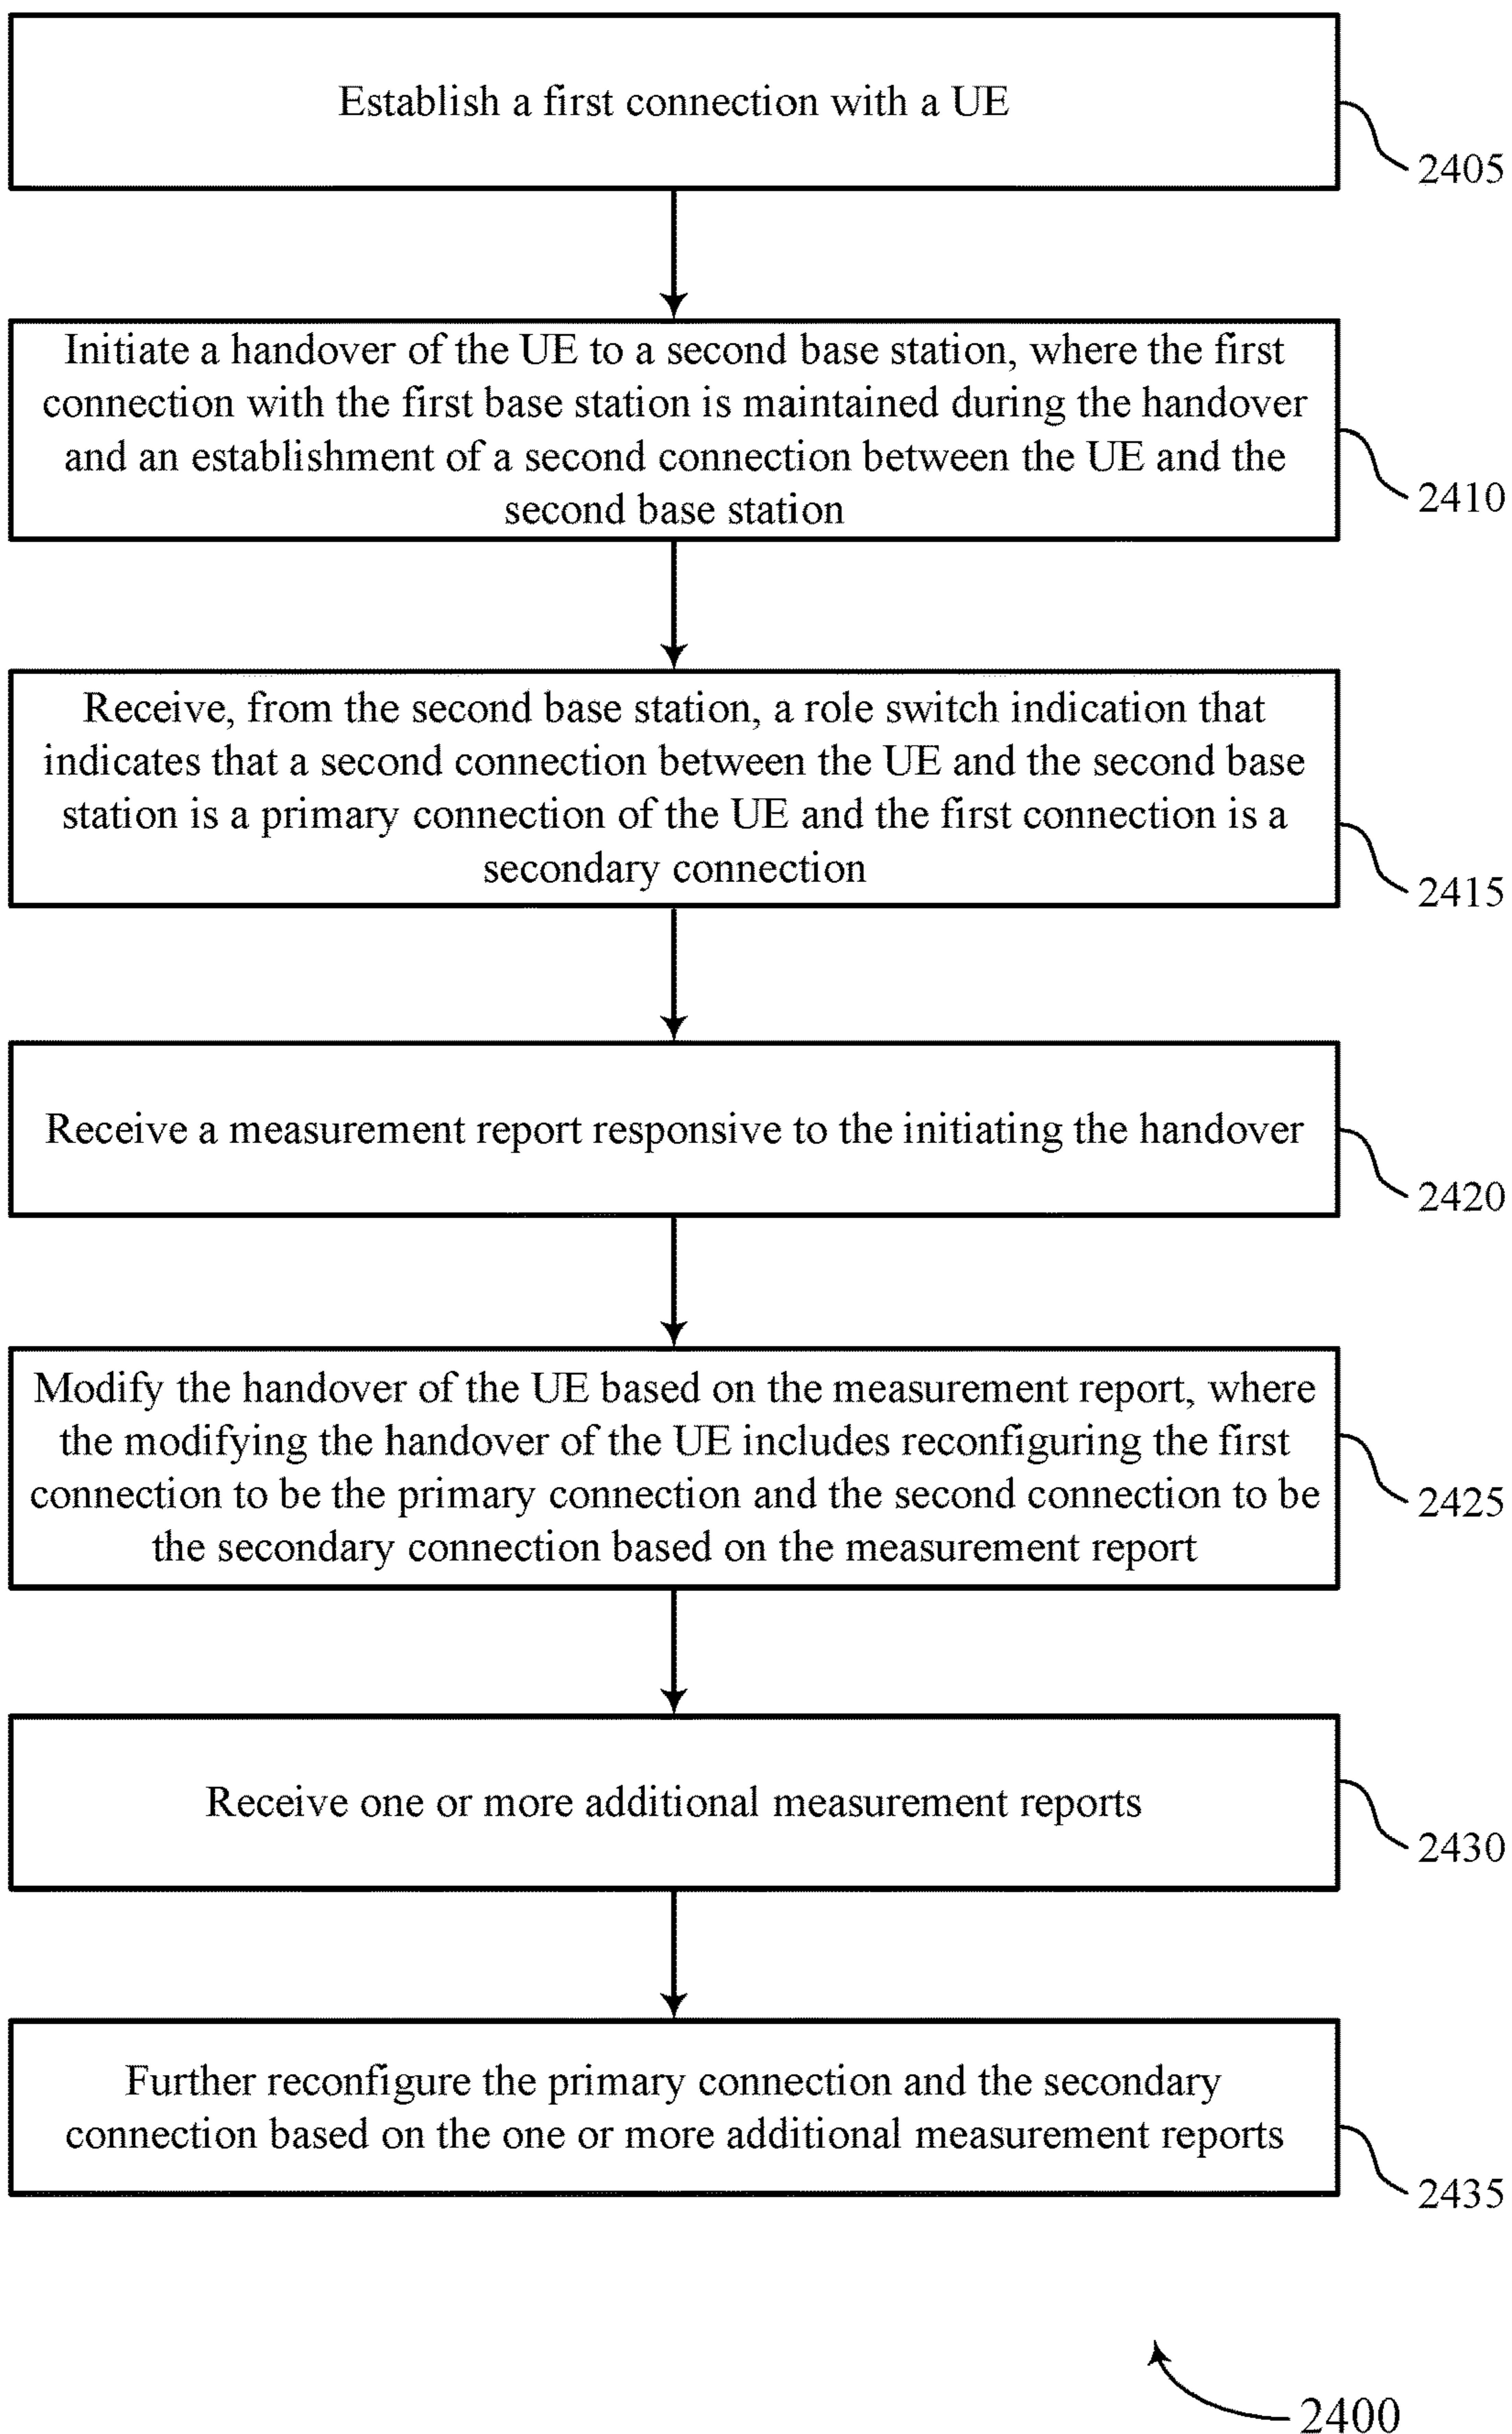 Establish a first connection with a UE
2405
Initiate a handover of the UE to a second base station, where the first
connection with the first base station is maintained during the handover
and an establishment of a second connection between the UE and the
second base station
2410
Receive, from the second base station, a role switch indication that
indicates that a second connection between the UE and the second base
station is a primary connection of the UE and the first connection is a
secondary connection
2415
Receive a measurement report responsive to the initiating the handover
2420
Modify the handover of the UE based on the measurement report, where
the modifying the handover of the UE includes reconfiguring the first
connection to be the primary connection and the second connection to be
the secondary connection based on the measurement report
2425
Receive one or more additional measurement reports
2430
Further reconfigure the primary connection and the secondary
connection based on the one or more additional measurement reports
2435
2400